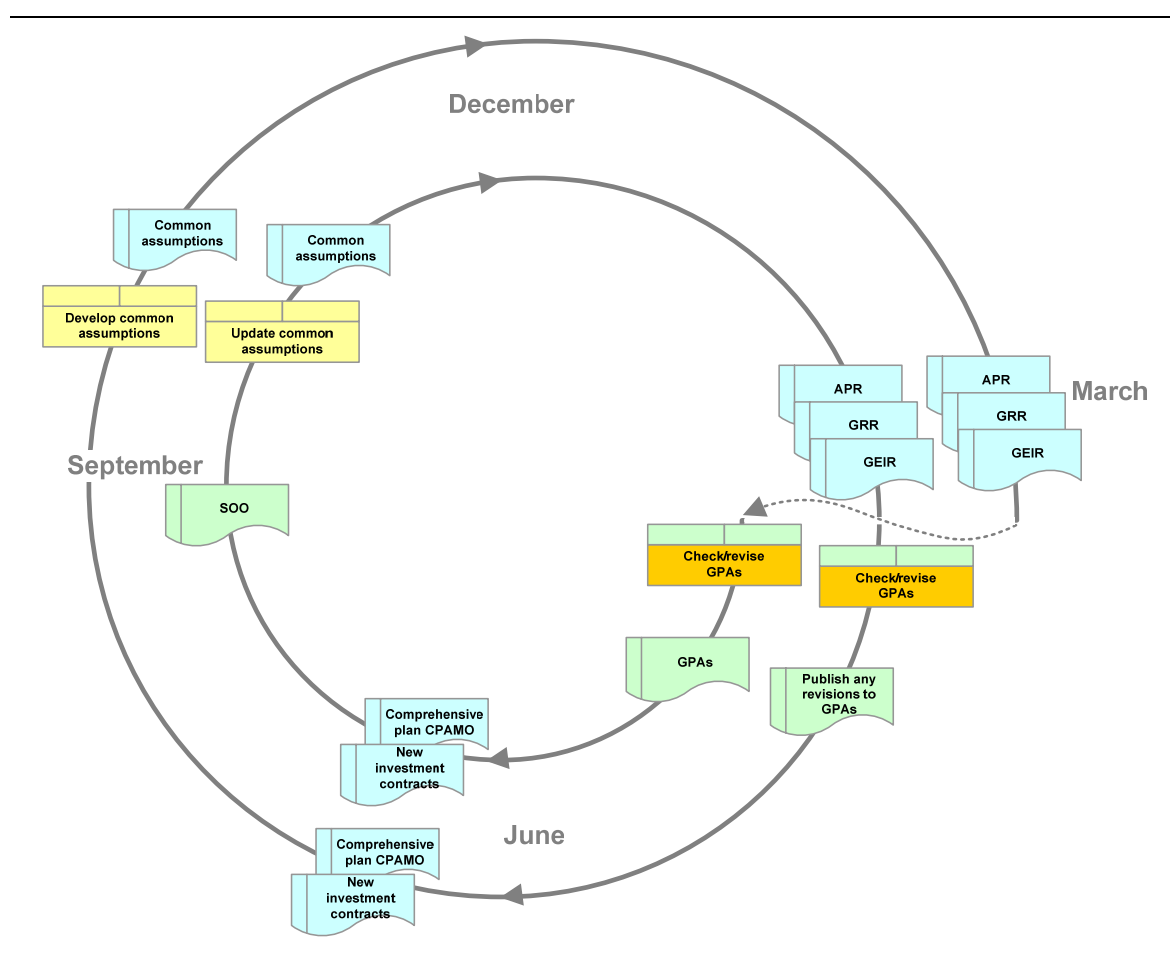 December
Common
assumptions
Common
assumptions
Develop common
assumptions
Update common
assumptions
APR
GRR
GEIR
APR
GRR
GEIR
March
September
SOO
Check/revise
GPAs
Check/revise
GPAs
GPAs
Publish any
revisions to
GPAs
Comprehensive
plan CPAMO
New
investment
contracts
June
Comprehensive
plan CPAMO
New
investment
contracts